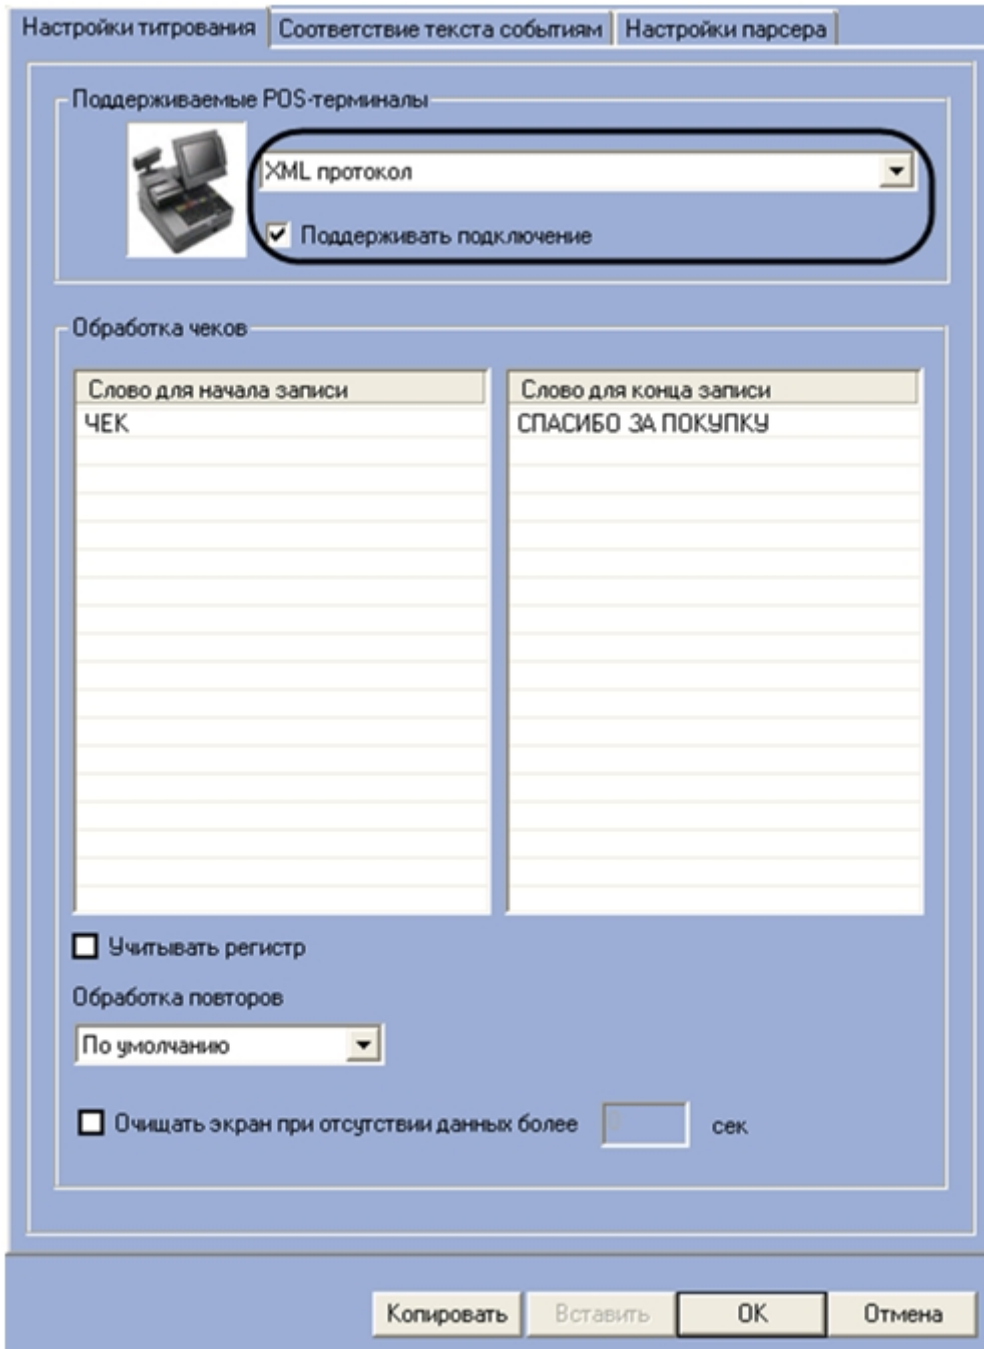 Настройки титрования Соответствие текста событиям Настройки парсера
Поддерживаемые POS-терминалы
XML протокол
Поддерживать подключение
Обработка чеков
Слово для начала записи Слово для конца записи
ЧЕК СПАСИБО ЗА ПОКУПКУ
Учитывать регистр
Обработка повторов
По умолчанию
Очищать экран при отсутствии данных более сек
Копировать Вставить OK Отмена